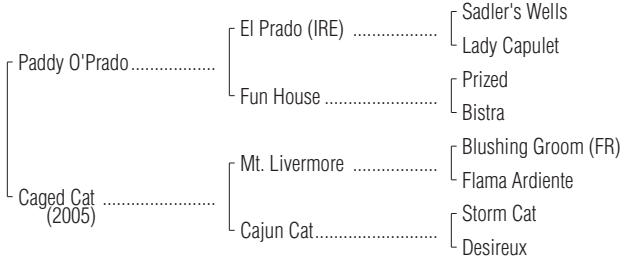 Sadler's Wells
El Prado (IRE) ..................
Lady Capulet
Paddy O'Prado..................
Prized
Fun House ........................
Bistra
Blushing Groom (FR)
Mt. Livermore ..................
Flama Ardiente
Caged Cat ........................
(2005)
Storm Cat
Cajun Cat..........................
Desireux